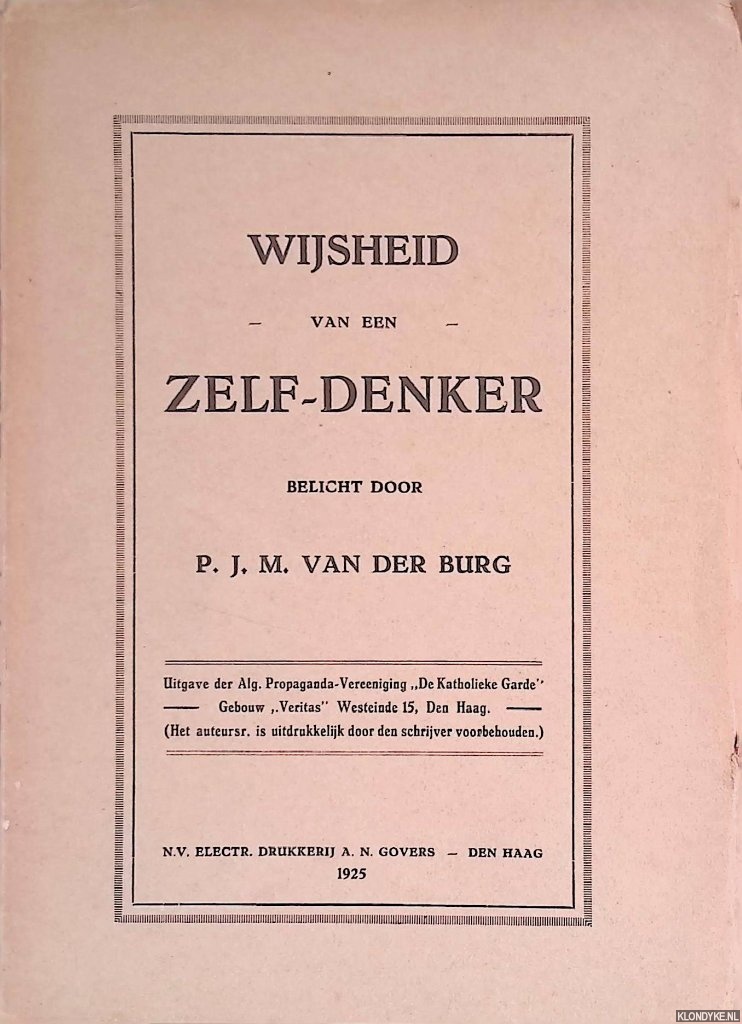 WIJSHEID
– VAN EEN –
ZELF-DENKER
BELICHT DOOR
P. J. M. VAN DER BURG
Uitgave der Alg. Propaganda-Vereeniging ,,De Katholieke Garde''
Gebouw ,.Veritas" Westeinde 15, Den Haag.
(Het auteursr. is uitdrukkelijk door den schrijver voorbehouden.)
N.V. ELECTR. DRUKKERIJ A. N. GOVERS – DEN HAAG
1925
KLONDYKE.NL